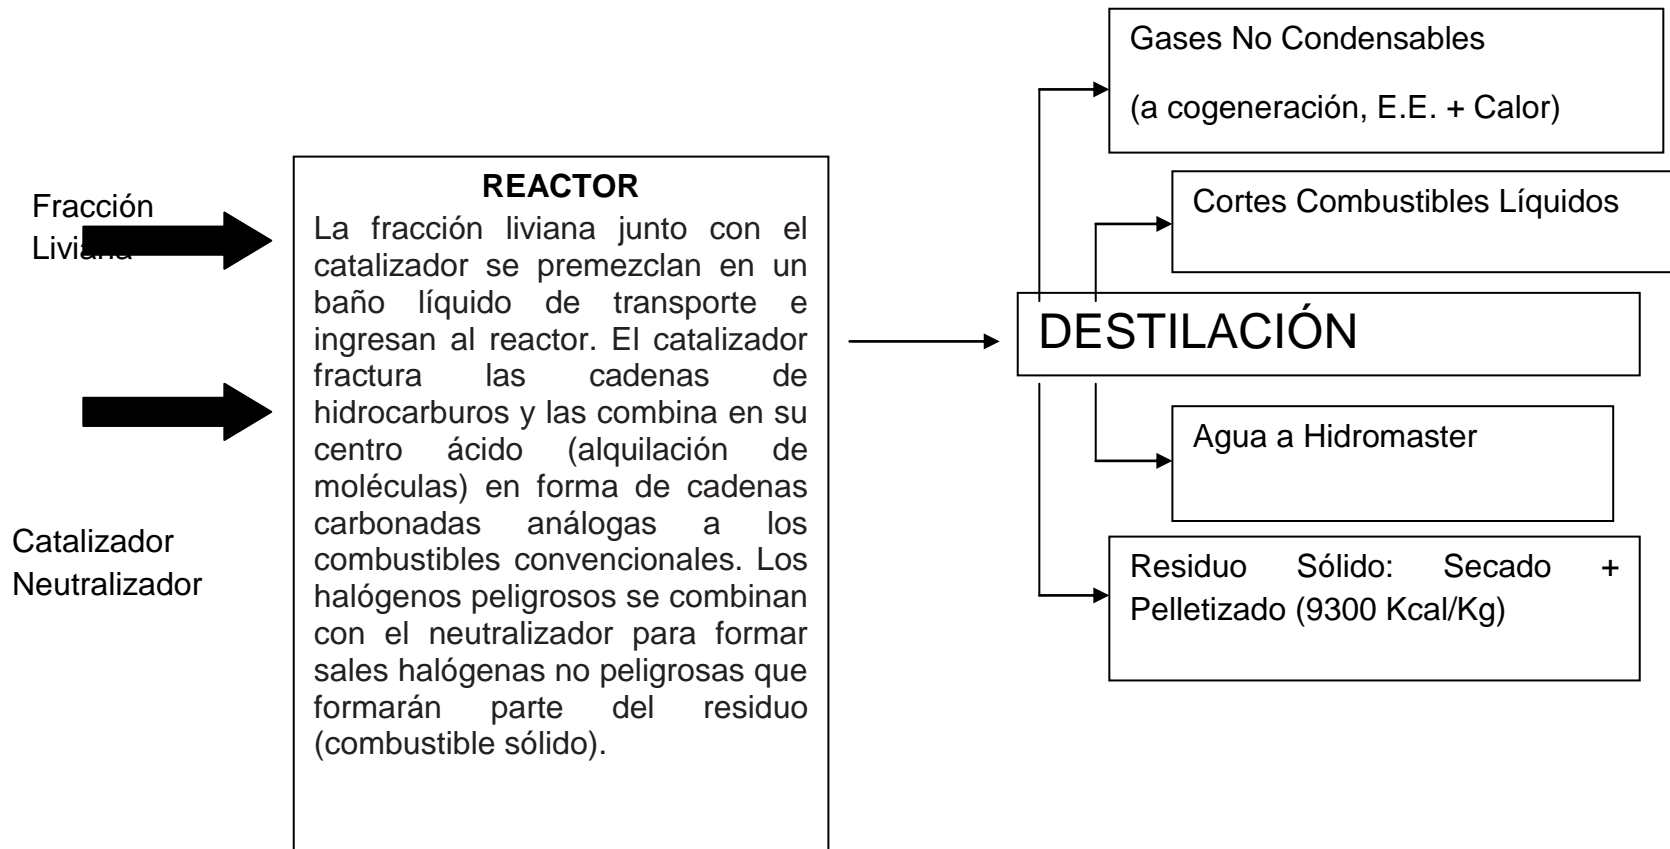 Fracción
Liviana
Catalizador
Neutralizador
REACTOR
La fracción liviana junto con el
catalizador se premezclan en un
baño líquido de transporte e
ingresan al reactor. El catalizador
fractura las cadenas de
hidrocarburos y las combina en su
centro ácido (alquilación de
moléculas) en forma de cadenas
carbonadas análogas a los
combustibles convencionales. Los
halógenos peligrosos se combinan
con el neutralizador para formar
sales halógenas no peligrosas que
formarán parte del residuo
(combustible sólido).
Gases No Condensables
(a cogeneración, E.E. + Calor)
Cortes Combustibles Líquidos
DESTILACIÓN
Agua a Hidromaster
Residuo Sólido: Secado +
Pelletizado (9300 Kcal/Kg)